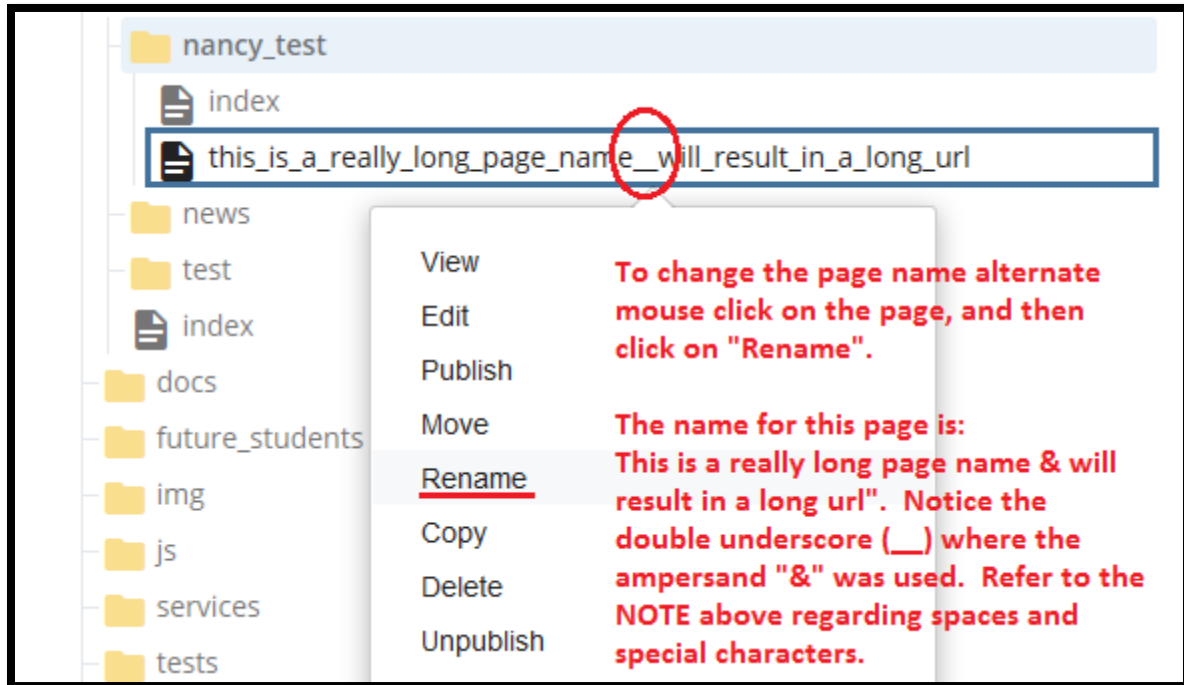 nancy_test
index
this_is_a_really_long_page_name__will_result_in_a_long_url
news
test
index
docs
future_students
img
js
services
tests
View
Edit
Publish
Move
Rename
Copy
Delete
Unpublish
To change the page name alternate
mouse click on the page, and then
click on "Rename".
The name for this page is:
This is a really long page name & will
result in a long url".  Notice the
double underscore (__) where the
ampersand "&" was used.  Refer to the
NOTE above regarding spaces and
special characters.